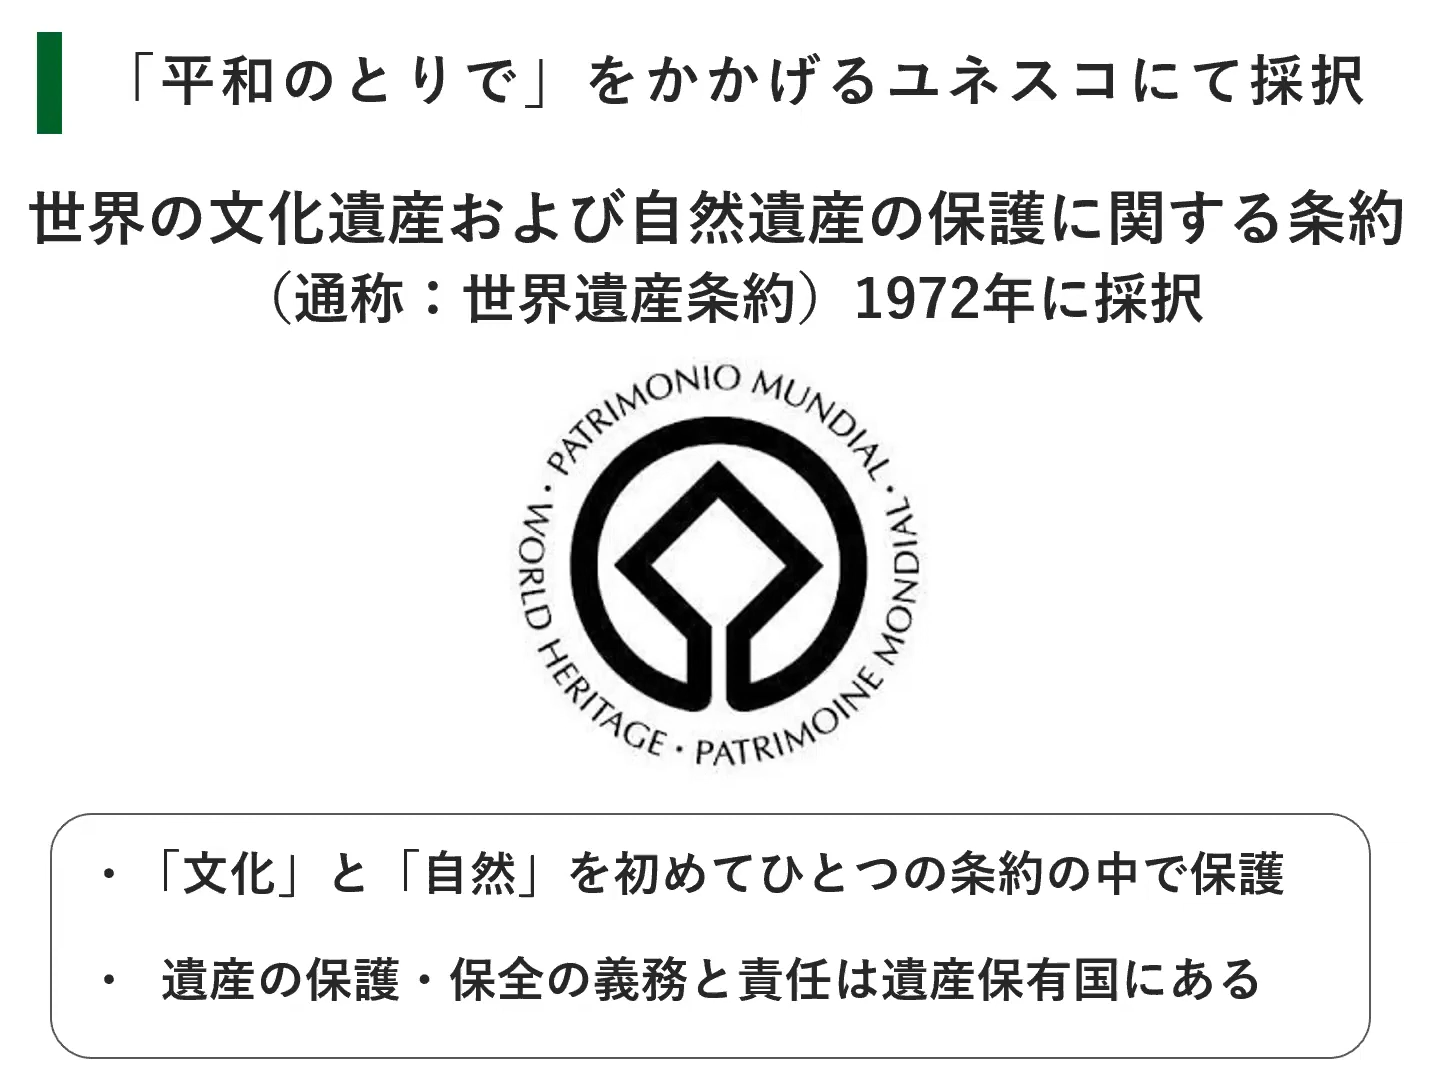 「平和のとりで」をかかげるユネスコにて採択
世界の文化遺産および自然遺産の保護に関する条約
（通称：世界遺産条約）1972年に採択
・PATRIMONIO MUNDIAL・
WORLD HERITAGE・PATRIMOINE MONDIAL
・「文化」と「自然」を初めてひとつの条約の中で保護
・ 遺産の保護・保全の義務と責任は遺産保有国にある